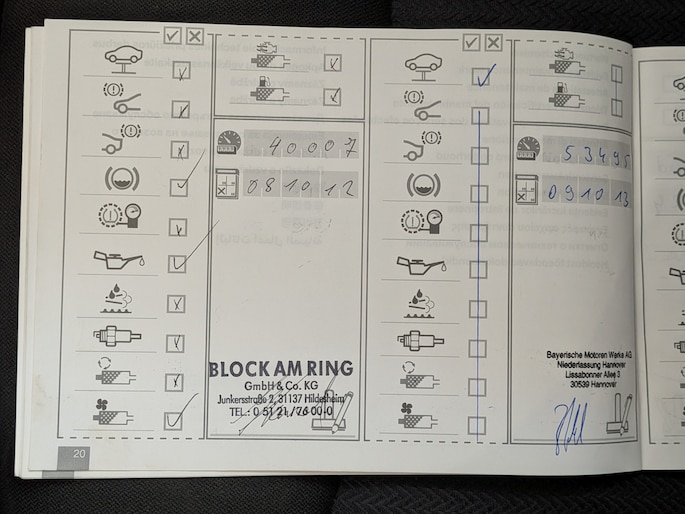 40007
081012
BLOCK AM RING
GmbH & Co. KG
Junkersstraße 2, 31137 Hildesheim
TEL.: 0 51 21 / 76 00-0
53495
091013
Bayerische Motoren Werke AG
Niederlassung Hannover
Lissabonner Allee 3
30539 Hannover
20